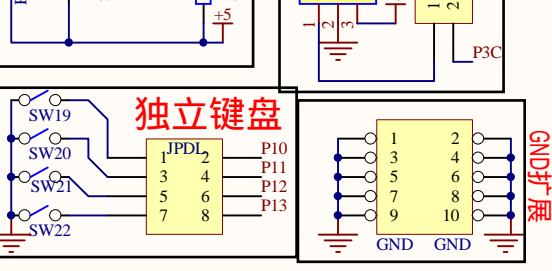 +5
1
2
3
1
2
P3C
独立键盘
SW19
SW20
SW21
SW22
JPDL
1 2
3 4
5 6
7 8
P10
P11
P12
P13
1 2
3 4
5 6
7 8
9 10
GND GND
GND扩展